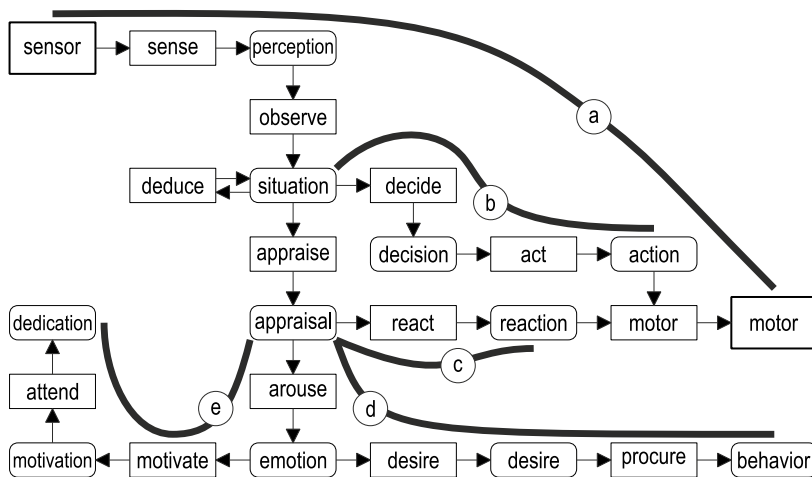 sensor
sense
perception
a
observe
deduce
situation
decide
b
appraise
decision
act
action
dedication
appraisal
react
reaction
motor
motor
c
attend
arouse
e
d
motivation
motivate
emotion
desire
desire
procure
behavior